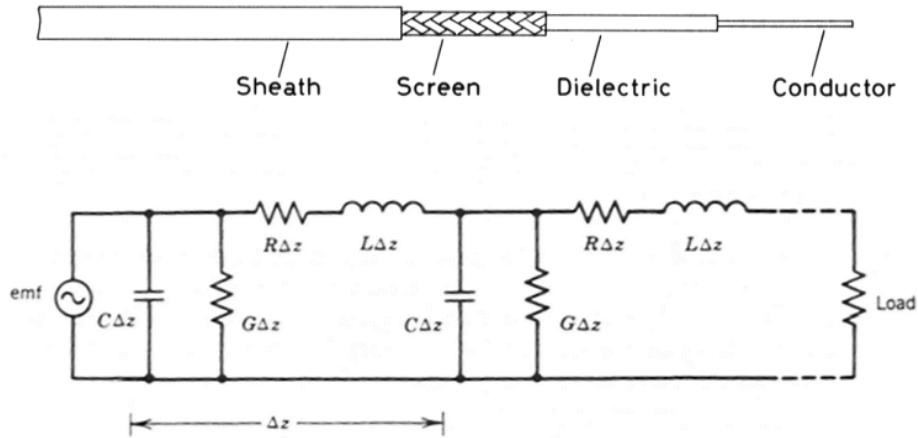 Sheath Screen Dielectric Conductor
RΔz LΔz RΔz LΔz
emf CΔz GΔz CΔz GΔz Load
Δz